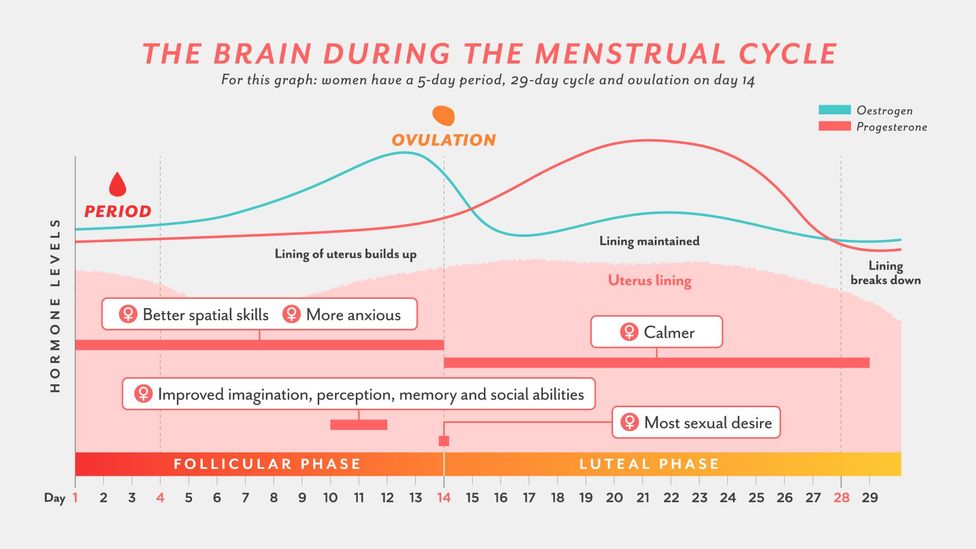 THE BRAIN DURING THE MENSTRUAL CYCLE
For this graph: women have a 5-day period, 29-day cycle and ovulation on day 14
Oestrogen
Progesterone
OVULATION
PERIOD
HORMONE LEVELS
Lining of uterus builds up
Lining maintained
Lining
breaks down
Uterus lining
Better spatial skills More anxious
Calmer
Improved imagination, perception, memory and social abilities
Most sexual desire
FOLLICULAR PHASE LUTEAL PHASE
Day 1 2 3 4 5 6 7 8 9 10 11 12 13 14 15 16 17 18 19 20 21 22 23 24 25 26 27 28 29